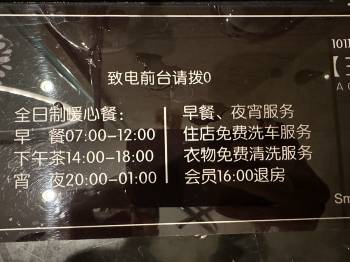 致电前台请拨0
全日制暖心餐：
早 餐07:00-12:00
下午茶14:00-18:00
宵 夜20:00-01:00
早餐、夜宵服务
住店免费洗车服务
衣物免费清洗服务
会员16:00退房